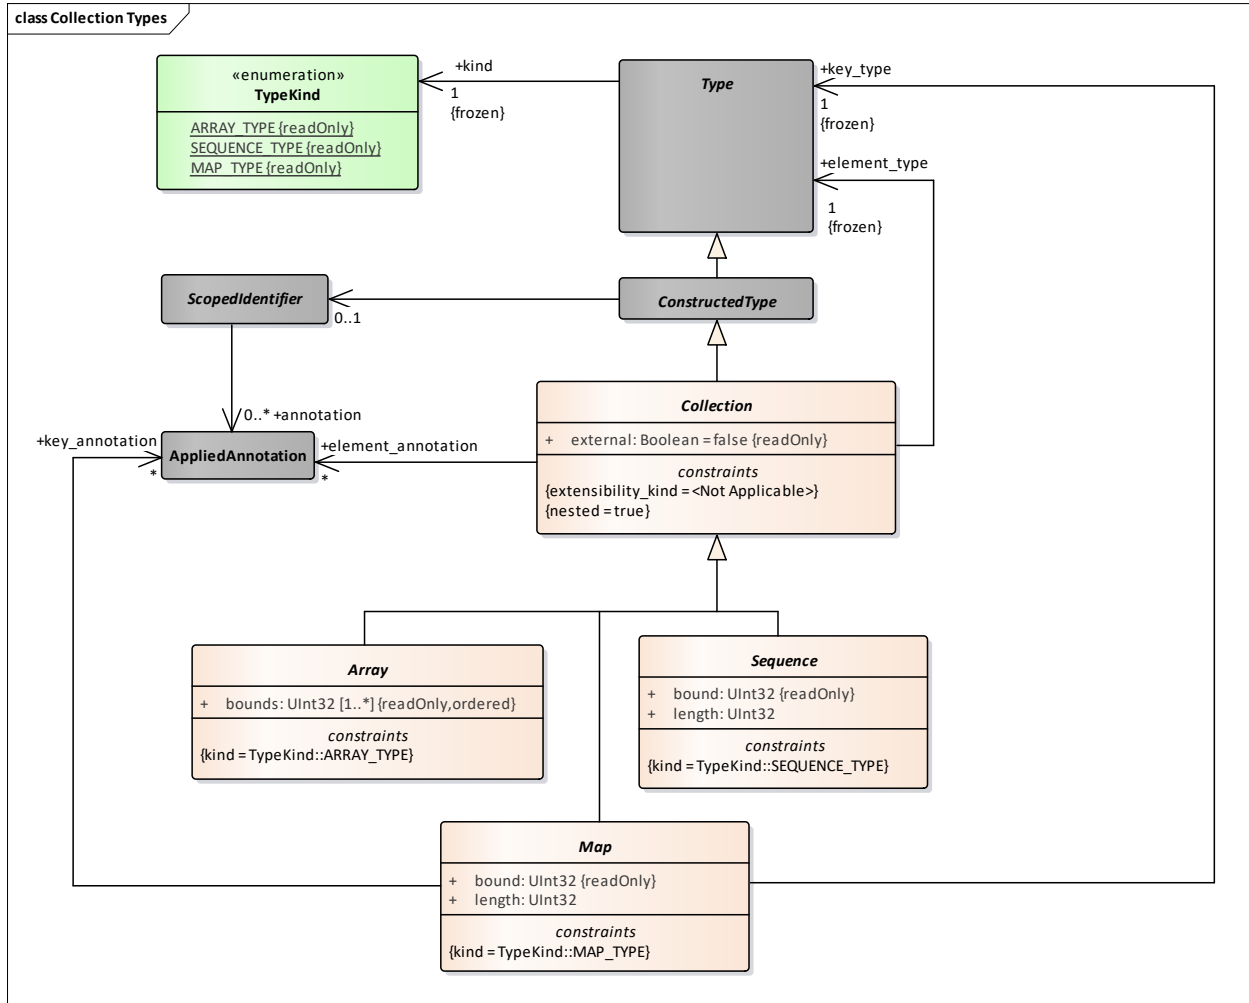 class Collection Types
«enumeration»
TypeKind
ARRAY_TYPE {readOnly}
SEQUENCE_TYPE {readOnly}
MAP_TYPE {readOnly}
+kind
1
{frozen}
Type
+key_type
1
{frozen}
+element_type
1
{frozen}
ScopedIdentifier
0..1
ConstructedType
0..* +annotation
+key_annotation
*
AppliedAnnotation
+element_annotation
*
Collection
+ external: Boolean = false {readOnly}
constraints
{extensibility_kind = <Not Applicable>}
{nested = true}
Array
+ bounds: UInt32 [1..*] {readOnly,ordered}
constraints
{kind = TypeKind::ARRAY_TYPE}
Sequence
+ bound: UInt32 {readOnly}
+ length: UInt32
constraints
{kind = TypeKind::SEQUENCE_TYPE}
Map
+ bound: UInt32 {readOnly}
+ length: UInt32
constraints
{kind = TypeKind::MAP_TYPE}